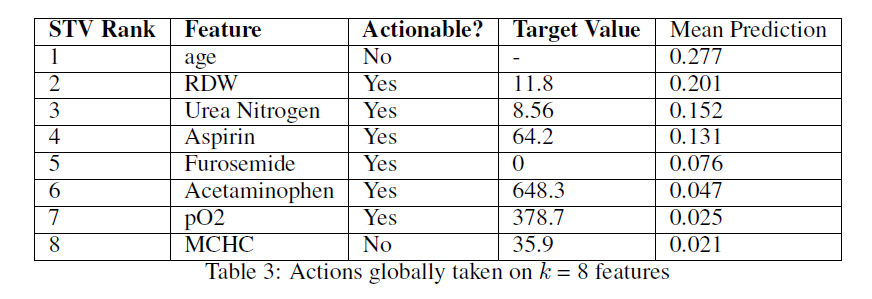 STV Rank Feature Actionable? Target Value Mean Prediction
1 age No - 0.277
2 RDW Yes 11.8 0.201
3 Urea Nitrogen Yes 8.56 0.152
4 Aspirin Yes 64.2 0.131
5 Furosemide Yes 0 0.076
6 Acetaminophen Yes 648.3 0.047
7 pO2 Yes 378.7 0.025
8 MCHC No 35.9 0.021
Table 3: Actions globally taken on k = 8 features